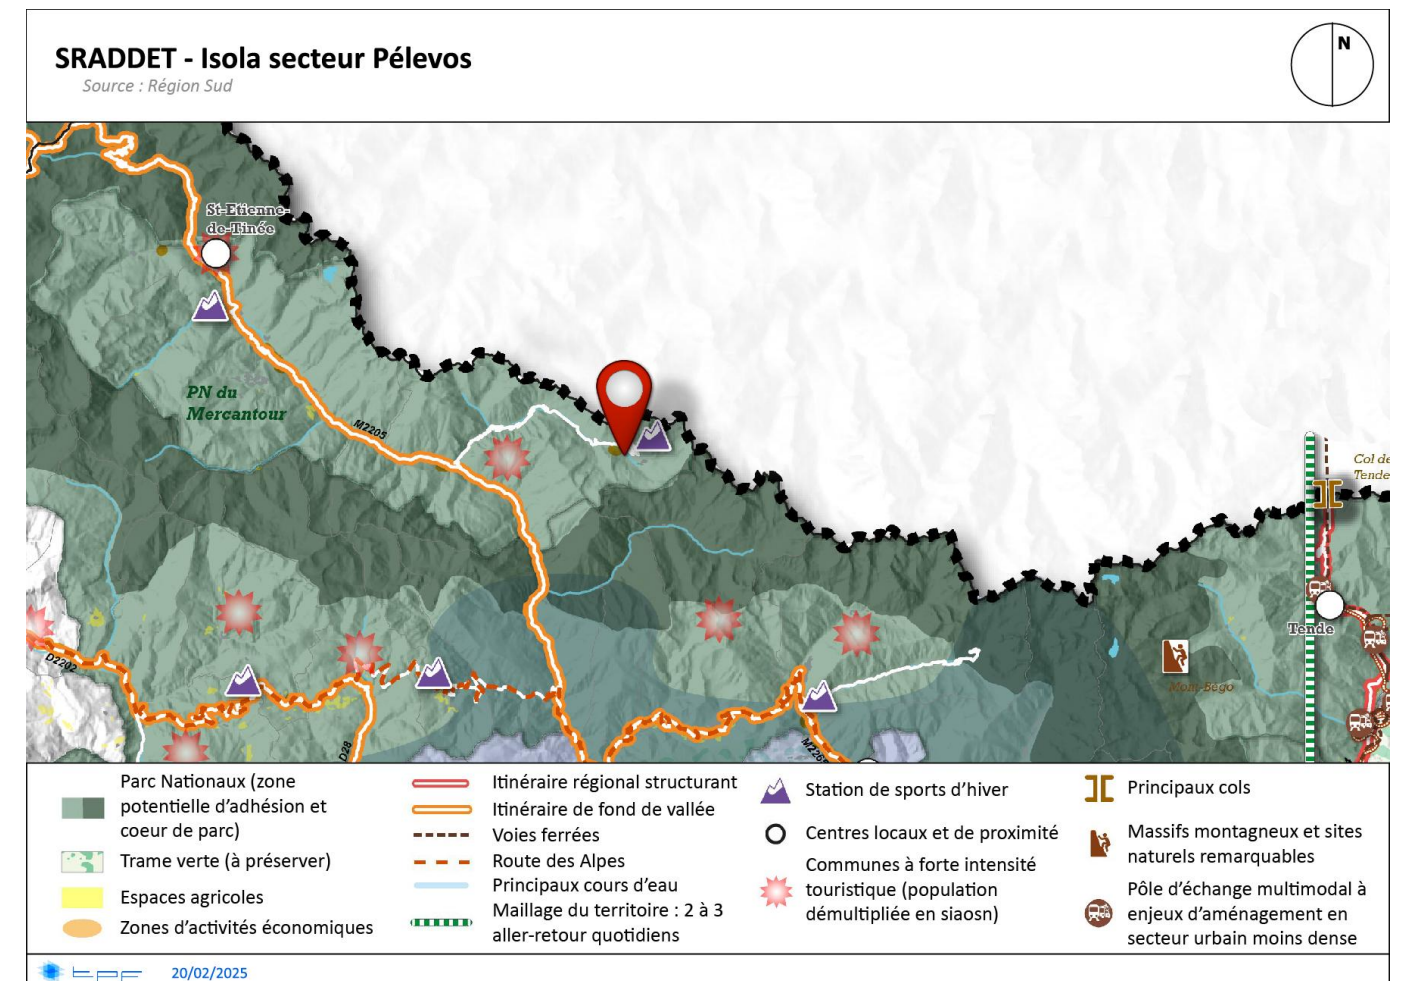 SRADDET - Isola secteur Pélevos
Source : Région Sud
N
St-Etienne-
de-Tinée
PN du
Mercantour
M2205
Col de
Tende
Tende
Mont Bego
D2202
D28
Parc Nationaux (zone
potentielle d'adhésion et
coeur de parc)
Trame verte (à préserver)
Espaces agricoles
Zones d'activités économiques
Itinéraire régional structurant
Itinéraire de fond de vallée
Voies ferrées
Route des Alpes
Principaux cours d'eau
Maillage du territoire : 2 à 3
aller-retour quotidiens
Station de sports d'hiver
Centres locaux et de proximité
Communes à forte intensité
touristique (population
démultipliée en siaosn)
Principaux cols
Massifs montagneux et sites
naturels remarquables
Pôle d'échange multimodal à
enjeux d'aménagement en
secteur urbain moins dense
tpf
20/02/2025